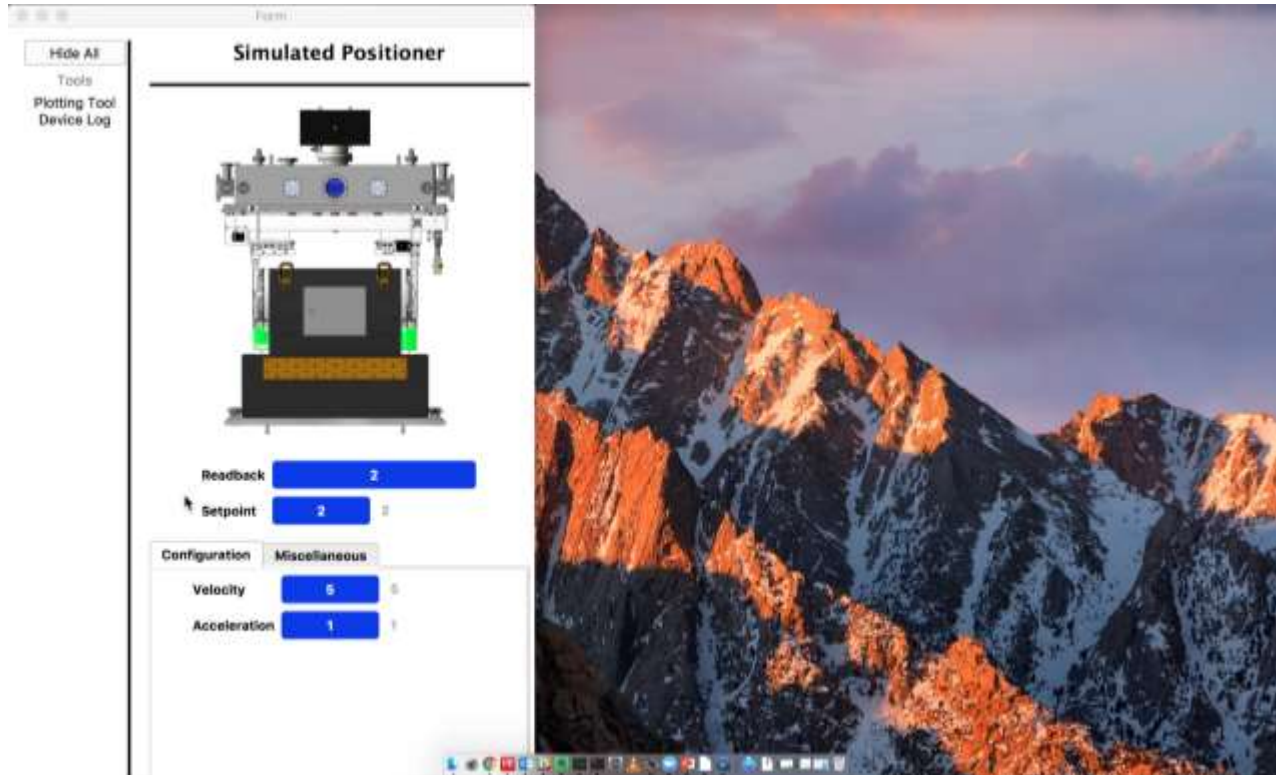 Form
Hide All
Tools
Plotting Tool
Device Log
Simulated Positioner
Readback 2
Setpoint 2 2
Configuration Miscellaneous
Velocity 5 5
Acceleration 1 1